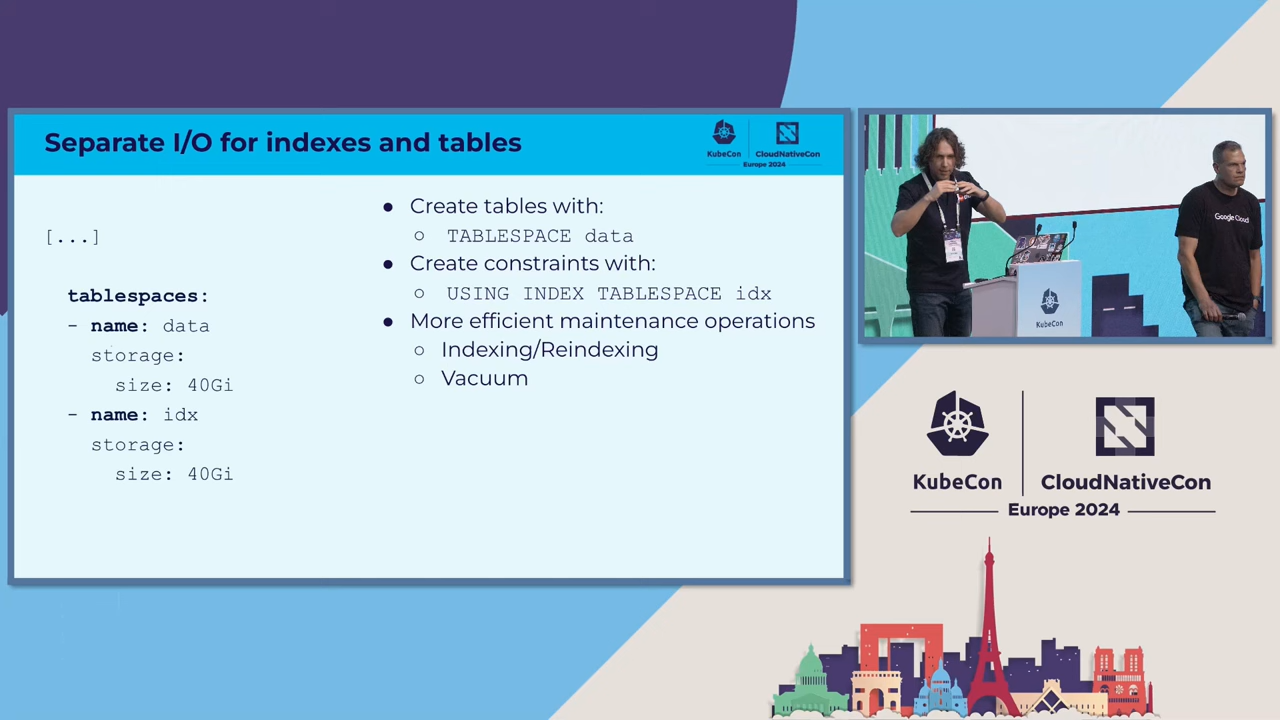 Separate I/O for indexes and tables
KubeCon
CloudNativeCon
Europe 2024
[...]
tablespaces:
- name: data
storage:
size: 40Gi
- name: idx
storage:
size: 40Gi
● Create tables with:
○ TABLESPACE data
● Create constraints with:
○ USING INDEX TABLESPACE idx
● More efficient maintenance operations
○ Indexing/Reindexing
○ Vacuum
Google Cloud
KubeCon
KubeCon
CloudNativeCon
Europe 2024